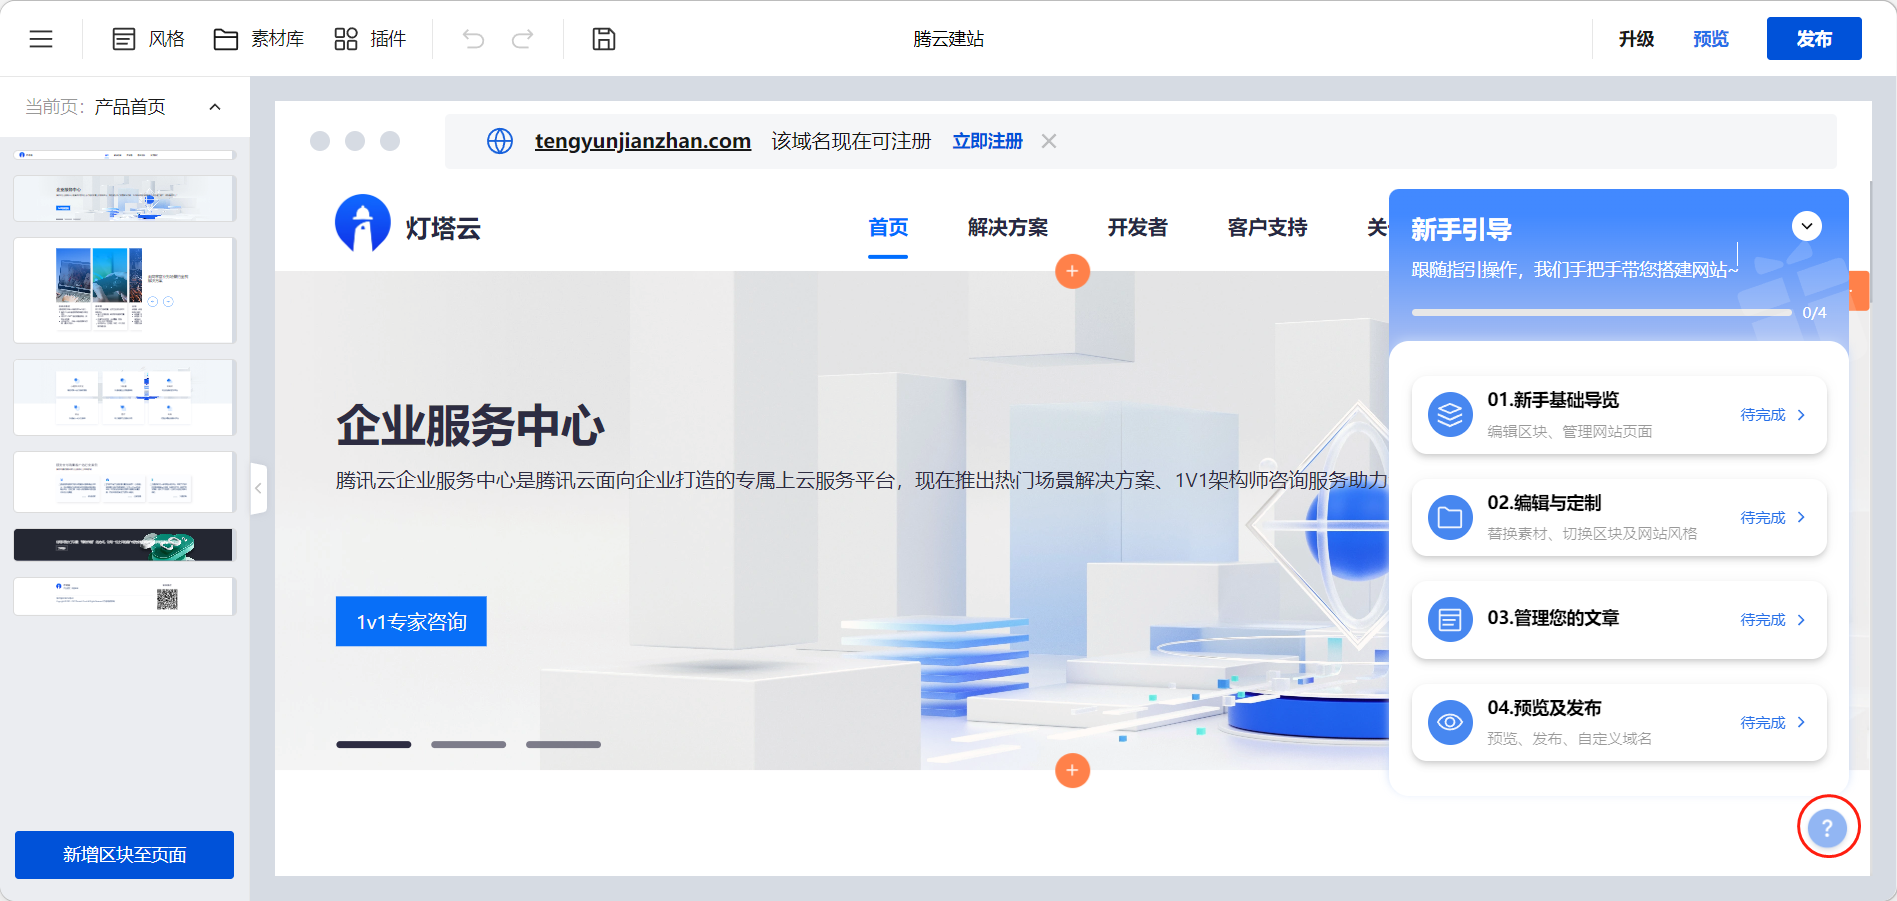 风格
素材库
插件
腾云建站
升级
预览
发布
当前页：产品首页
tengyunjianzhan.com
该域名现在可注册
立即注册
灯塔云
首页
解决方案
开发者
客户支持
关
企业服务中心
腾讯云企业服务中心是腾讯云面向企业打造的专属上云服务平台，现在推出热门场景解决方案、1V1架构师咨询服务助力
1v1专家咨询
新手引导
跟随指引操作，我们手把手带您搭建网站~
0/4
01.新手基础导览
编辑区块、管理网站页面
待完成
02.编辑与定制
替换素材、切换区块及网站风格
待完成
03.管理您的文章
待完成
04.预览及发布
预览、发布、自定义域名
待完成
?
新增区块至页面